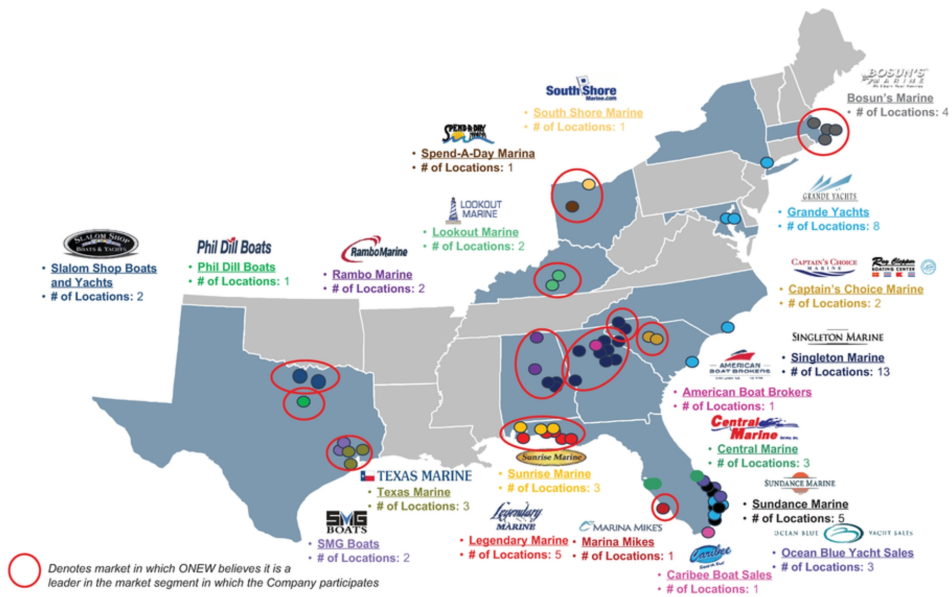 BOSUN'S
MARINE
Bosun's Marine
• # of Locations: 4
South Shore
Marine.com
• South Shore Marine
• # of Locations: 1
SPEND-A-DAY
• Spend-A-Day Marina
• # of Locations: 1
LOOKOUT
MARINE
• Lookout Marine
• # of Locations: 2
GRANDE YACHTS
• Grande Yachts
• # of Locations: 8
SLALOM SHOP
BOATS & YACHTS
• Slalom Shop Boats
and Yachts
• # of Locations: 2
Phil Dill Boats
• Phil Dill Boats
• # of Locations: 1
RamboMarine
• Rambo Marine
• # of Locations: 2
CAPTAIN'S CHOICE
MARINE
Ray Clepper
BOATING CENTER
• Captain's Choice Marine
• # of Locations: 2
SINGLETON MARINE
• Singleton Marine
• # of Locations: 13
AMERICAN
BOAT BROKERS
• American Boat Brokers
• # of Locations: 1
Central
Marine
• Central Marine
• # of Locations: 3
SUNDANCE MARINE
• Sundance Marine
• # of Locations: 5
Sunrise Marine
• Sunrise Marine
• # of Locations: 3
TEXAS MARINE
• Texas Marine
• # of Locations: 3
SMG
BOATS
• SMG Boats
• # of Locations: 2
Legendary
MARINE
• Legendary Marine
• # of Locations: 5
MARINA MIKE'S
• Marina Mikes
• # of Locations: 1
OCEAN BLUE YACHT SALES
• Ocean Blue Yacht Sales
• # of Locations: 3
Caribee
• Caribee Boat Sales
• # of Locations: 1
Denotes market in which ONEW believes it is a
leader in the market segment in which the Company participates